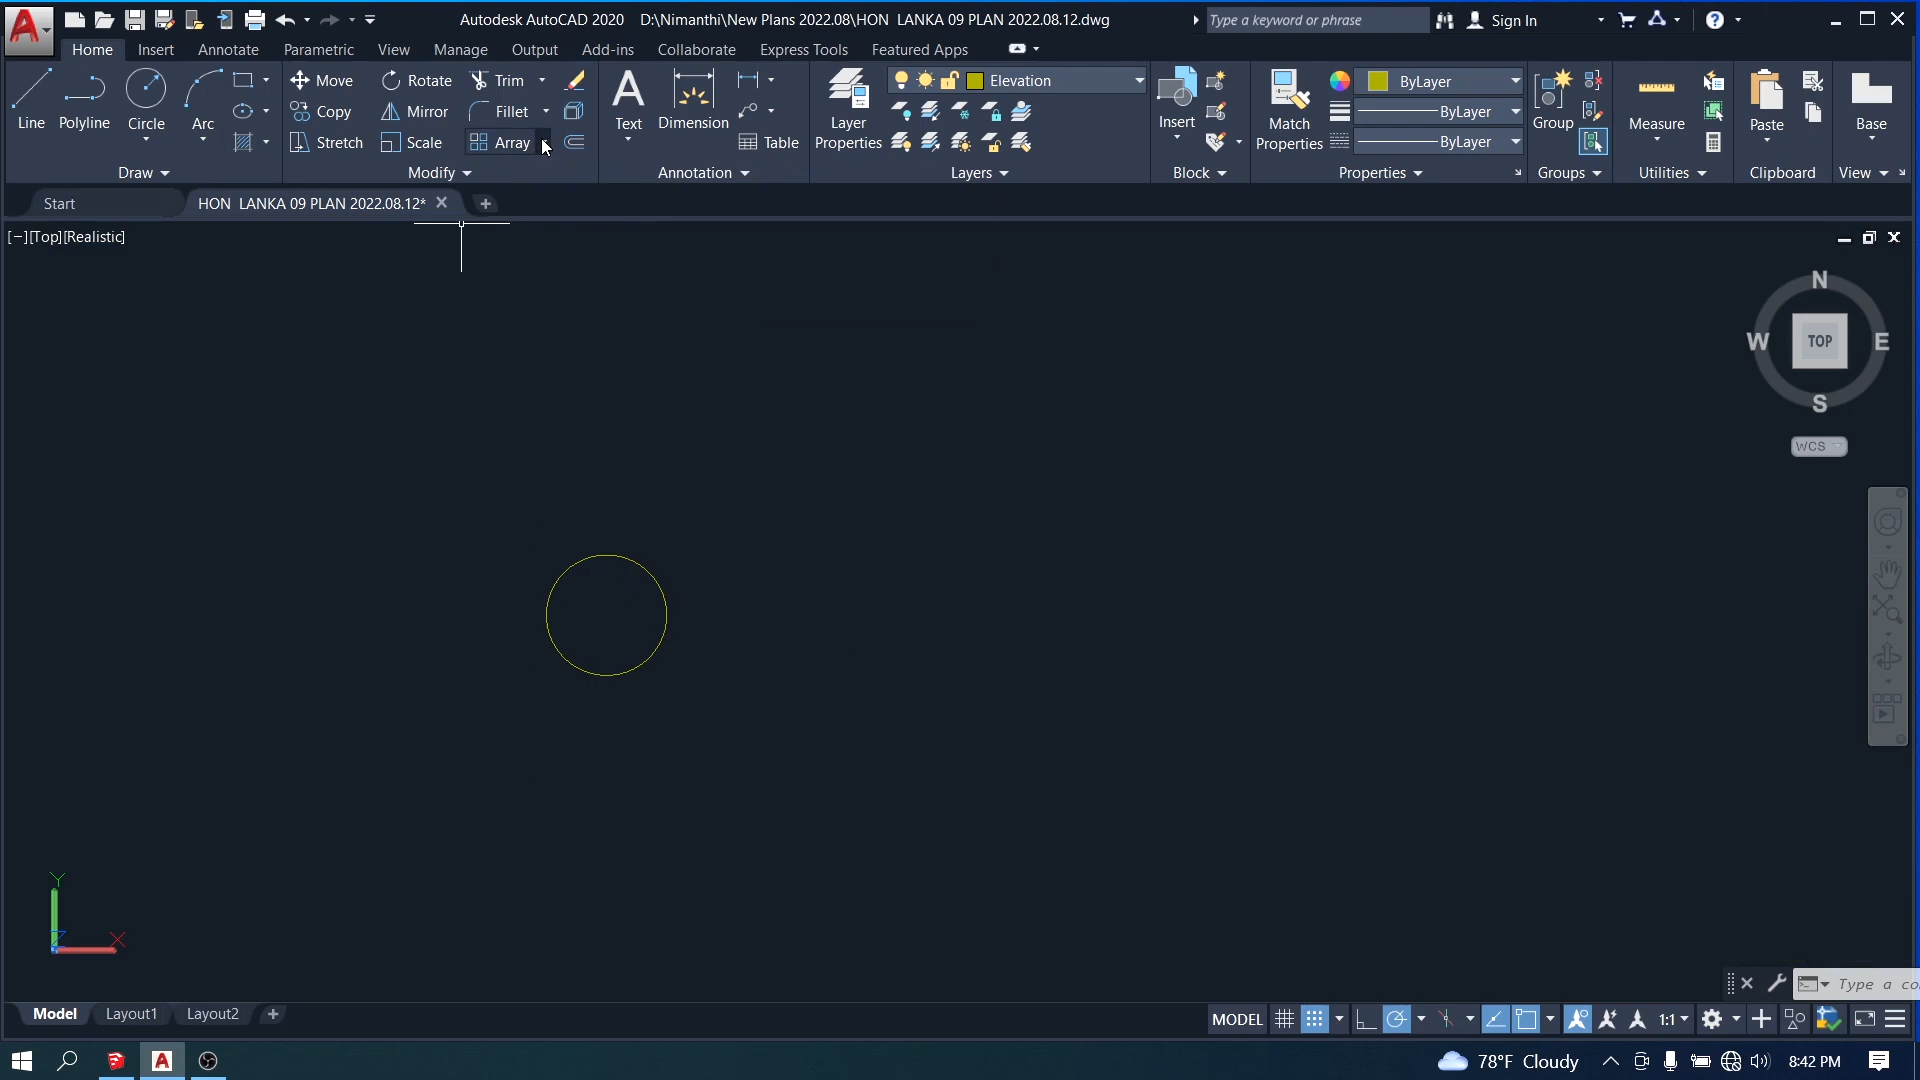 Autodesk AutoCAD 2020 D:\Nimanthi\New Plans 2022.08\HON LANKA 09 PLAN 2022.08.12.dwg
Type a keyword or phrase
Sign In
Home Insert Annotate Parametric View Manage Output Add-ins Collaborate Express Tools Featured Apps
Line Polyline Circle Arc
Move Rotate Trim
Copy Mirror Fillet
Stretch Scale Array
Text Dimension
Table
Layer
Properties
Elevation
Insert
Match
Properties
ByLayer
ByLayer
ByLayer
Group
Measure
Paste
Base
Draw Modify Annotation Layers Block Properties Groups Utilities Clipboard View
Start HON LANKA 09 PLAN 2022.08.12*
[−][Top][Realistic]
N
W TOP E
S
WCS
Y
X
Type a co
Model Layout1 Layout2
MODEL
1:1
78°F Cloudy
8:42 PM